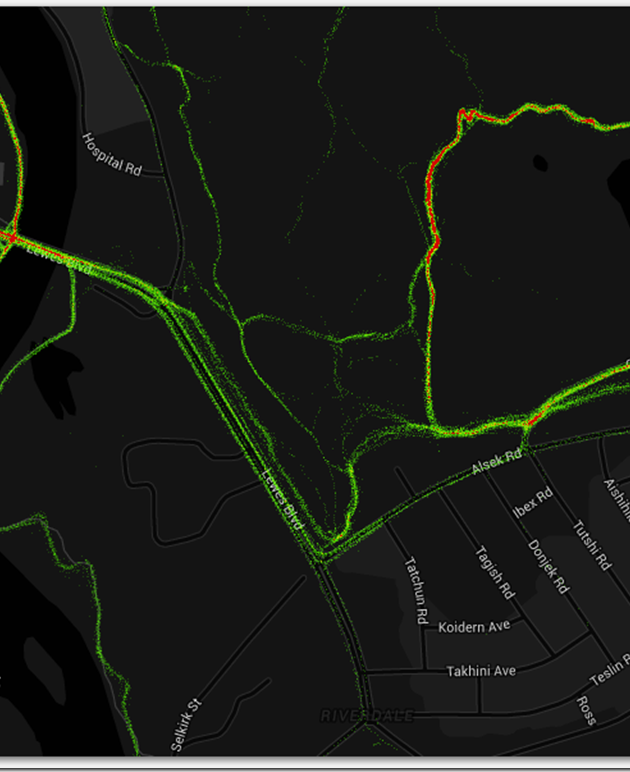 Hospital Rd
Lewes Blvd
Alsek Rd
Lewes Blvd
Ibex Rd
Tutshi Rd
Donjek Rd
Tagish Rd
Tatchun Rd
Koidern Ave
Takhini Ave
Teslin R
Selkirk St
RIVERDALE
Ross